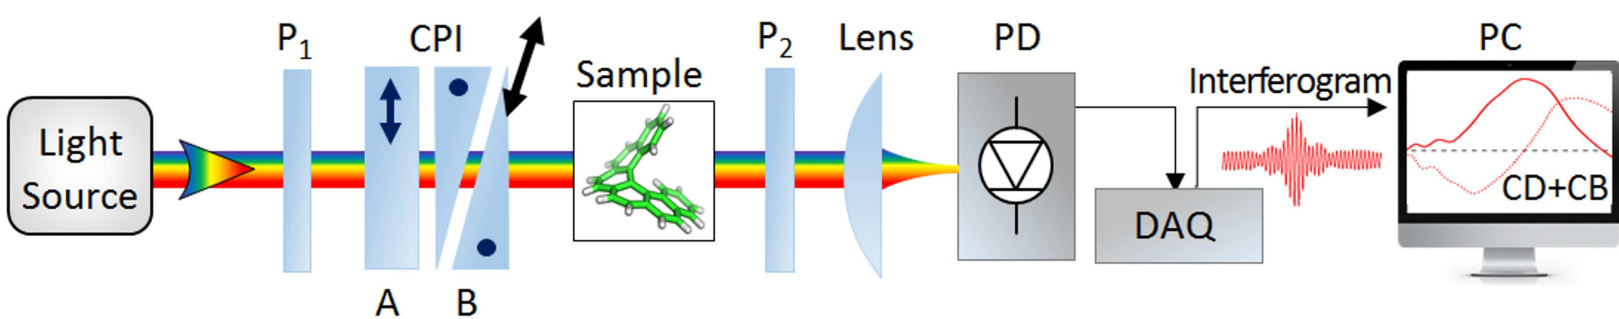 Light
Source
P₁
CPI
A
B
Sample
P₂
Lens
PD
DAQ
Interferogram
PC
CD+CB